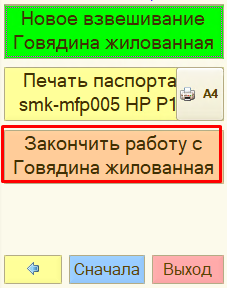 Новое взвешивание
Говядина жилованная
Печать паспорта
smk-mfp005 HP P1
A4
Закончить работу с
Говядина жилованная
Сначала
Выход